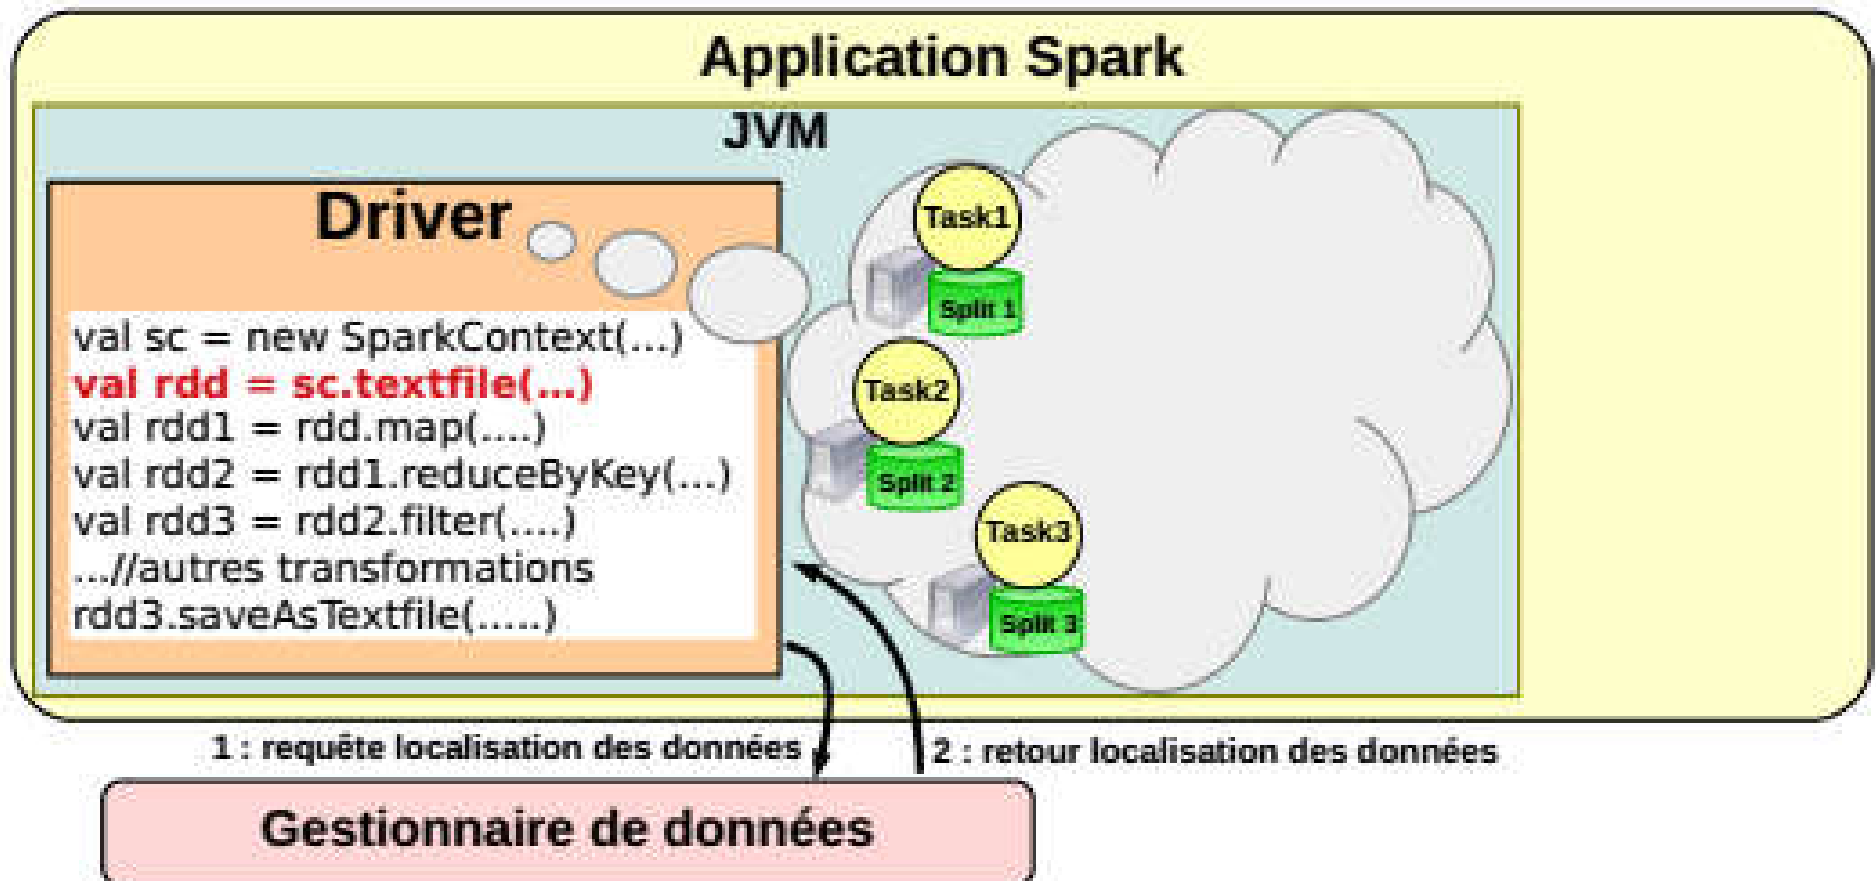 Application Spark
JVM
Driver
val sc = new SparkContext(...)
val rdd = sc.textfile(...)
val rdd1 = rdd.map(....)
val rdd2 = rdd1.reduceByKey(...)
val rdd3 = rdd2.filter(....)
...//autres transformations
rdd3.saveAsTextfile(.....)
Task1
Split 1
Task2
Split 2
Task3
Split 3
1 : requête localisation des données
2 : retour localisation des données
Gestionnaire de données